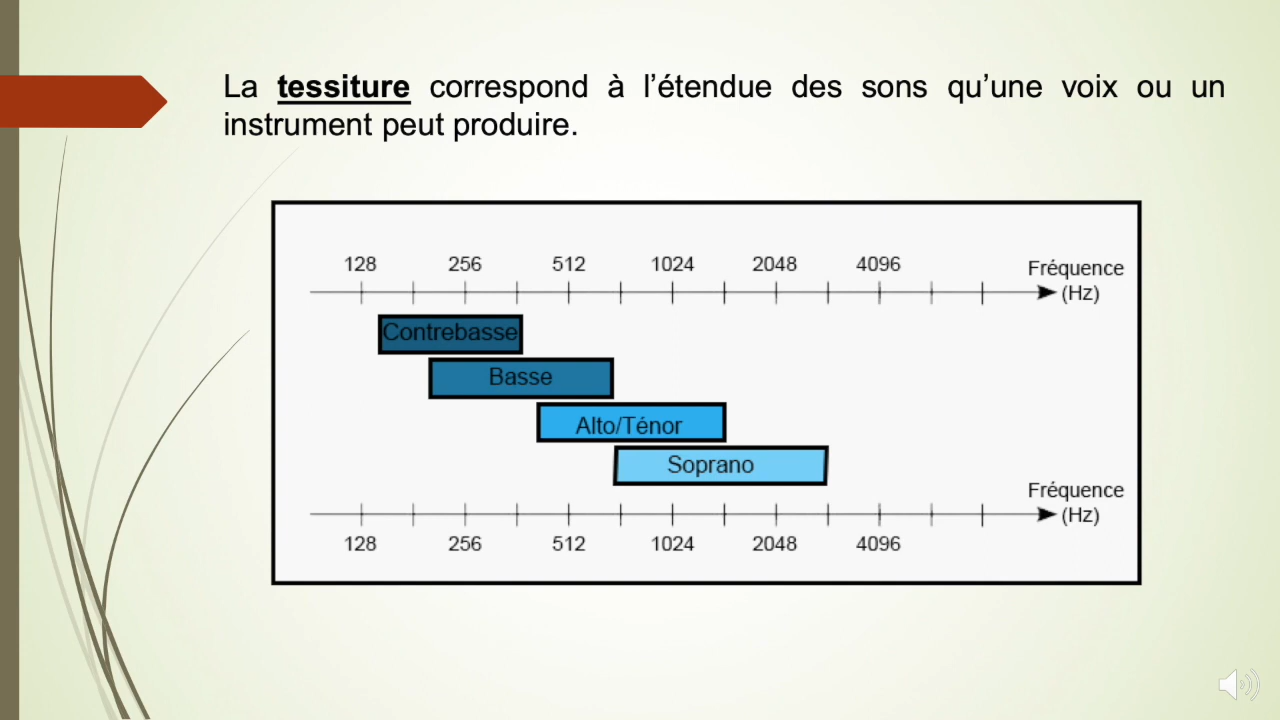 La tessiture correspond à l’étendue des sons qu’une voix ou un
instrument peut produire.
128 256 512 1024 2048 4096 Fréquence
(Hz)
Contrebasse
Basse
Alto/Ténor
Soprano
Fréquence
(Hz)
128 256 512 1024 2048 4096